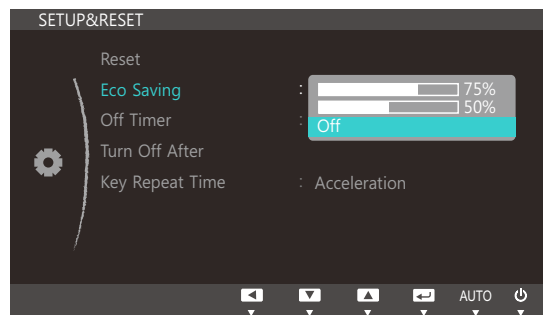 SETUP&RESET
Reset
Eco Saving : 75%
50%
Off Timer : Off
Turn Off After
Key Repeat Time : Acceleration
AUTO